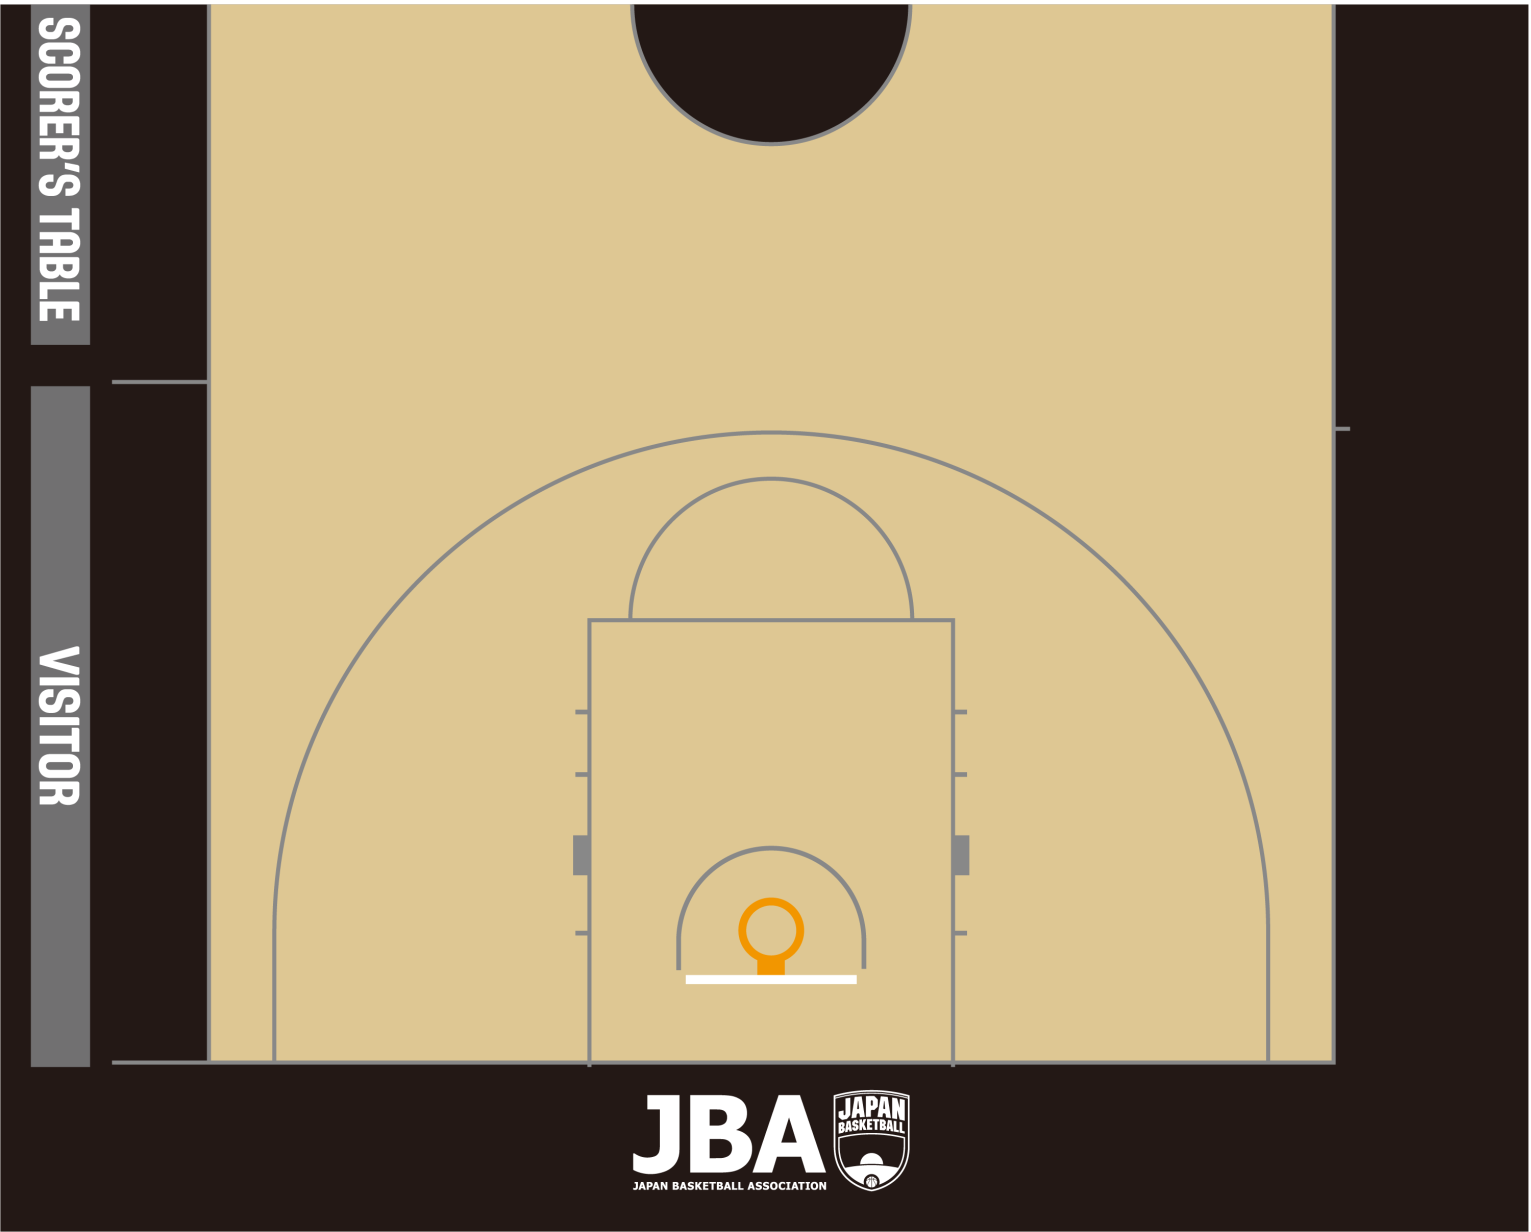 SCORER'S TABLE
VISITOR
JBA
JAPAN BASKETBALL ASSOCIATION
JAPAN
BASKETBALL